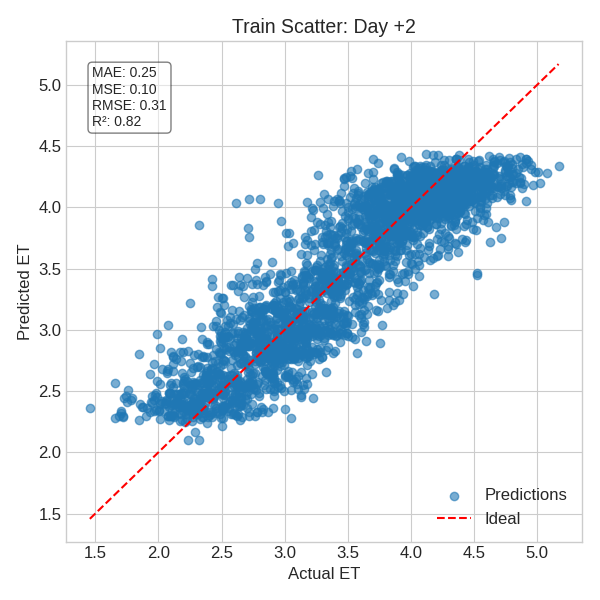 Train Scatter: Day +2
MAE: 0.25
MSE: 0.10
RMSE: 0.31
R²: 0.82
5.0
4.5
4.0
3.5
3.0
2.5
2.0
1.5
Predicted ET
Predictions
Ideal
1.5 2.0 2.5 3.0 3.5 4.0 4.5 5.0
Actual ET